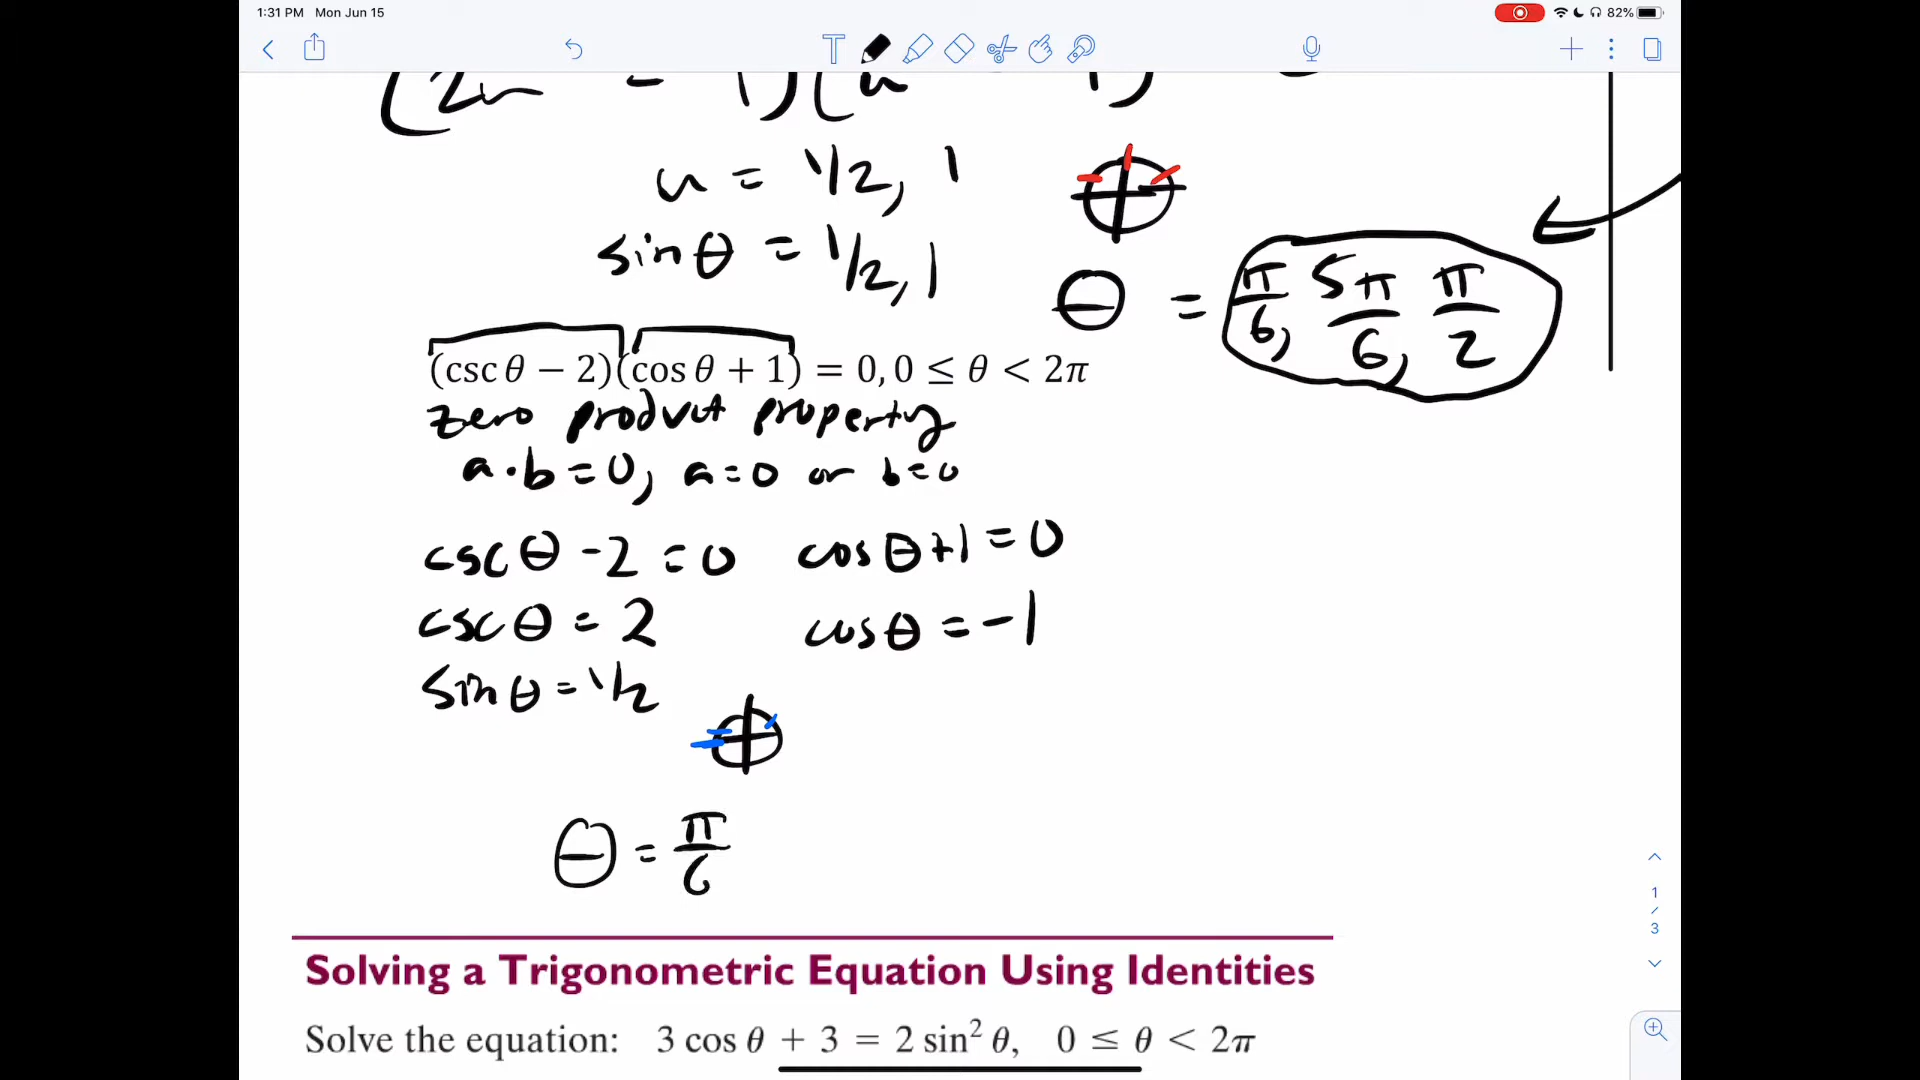 1:31 PM Mon Jun 15
82%
(2u - 1)(u - 1)
u = 1/2, 1
sin θ = 1/2, 1
θ = π/6, 5π/6, π/2
(csc θ − 2)(cos θ + 1) = 0, 0 ≤ θ < 2π
zero product property
a·b=0, a=0 or b=0
csc θ - 2 = 0 cos θ + 1 = 0
csc θ = 2 cos θ = -1
sin θ = 1/2
θ = π/6
1
/
3
Solving a Trigonometric Equation Using Identities
Solve the equation: 3 cos θ + 3 = 2 sin² θ, 0 ≤ θ < 2π